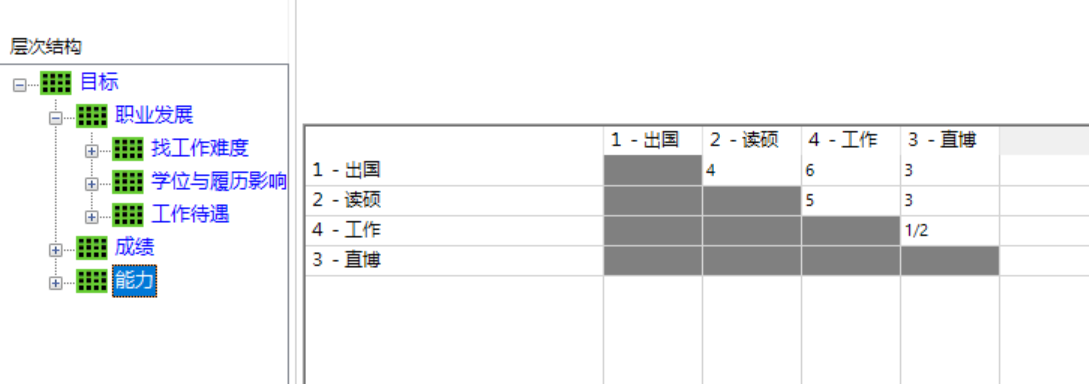 层次结构
目标
职业发展
找工作难度
学位与履历影响
工作待遇
成绩
能力
1 - 出国 2 - 读硕 4 - 工作 3 - 直博
1 - 出国 4 6 3
2 - 读硕 5 3
4 - 工作 1/2
3 - 直博